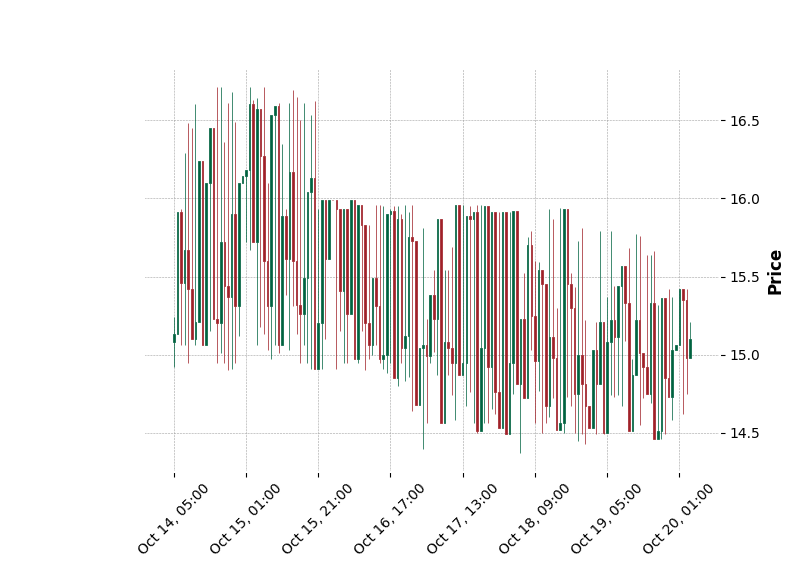 16.5
16.0
15.5
15.0
14.5
Price
Oct 14, 05:00
Oct 15, 01:00
Oct 15, 21:00
Oct 16, 17:00
Oct 17, 13:00
Oct 18, 09:00
Oct 19, 05:00
Oct 20, 01:00